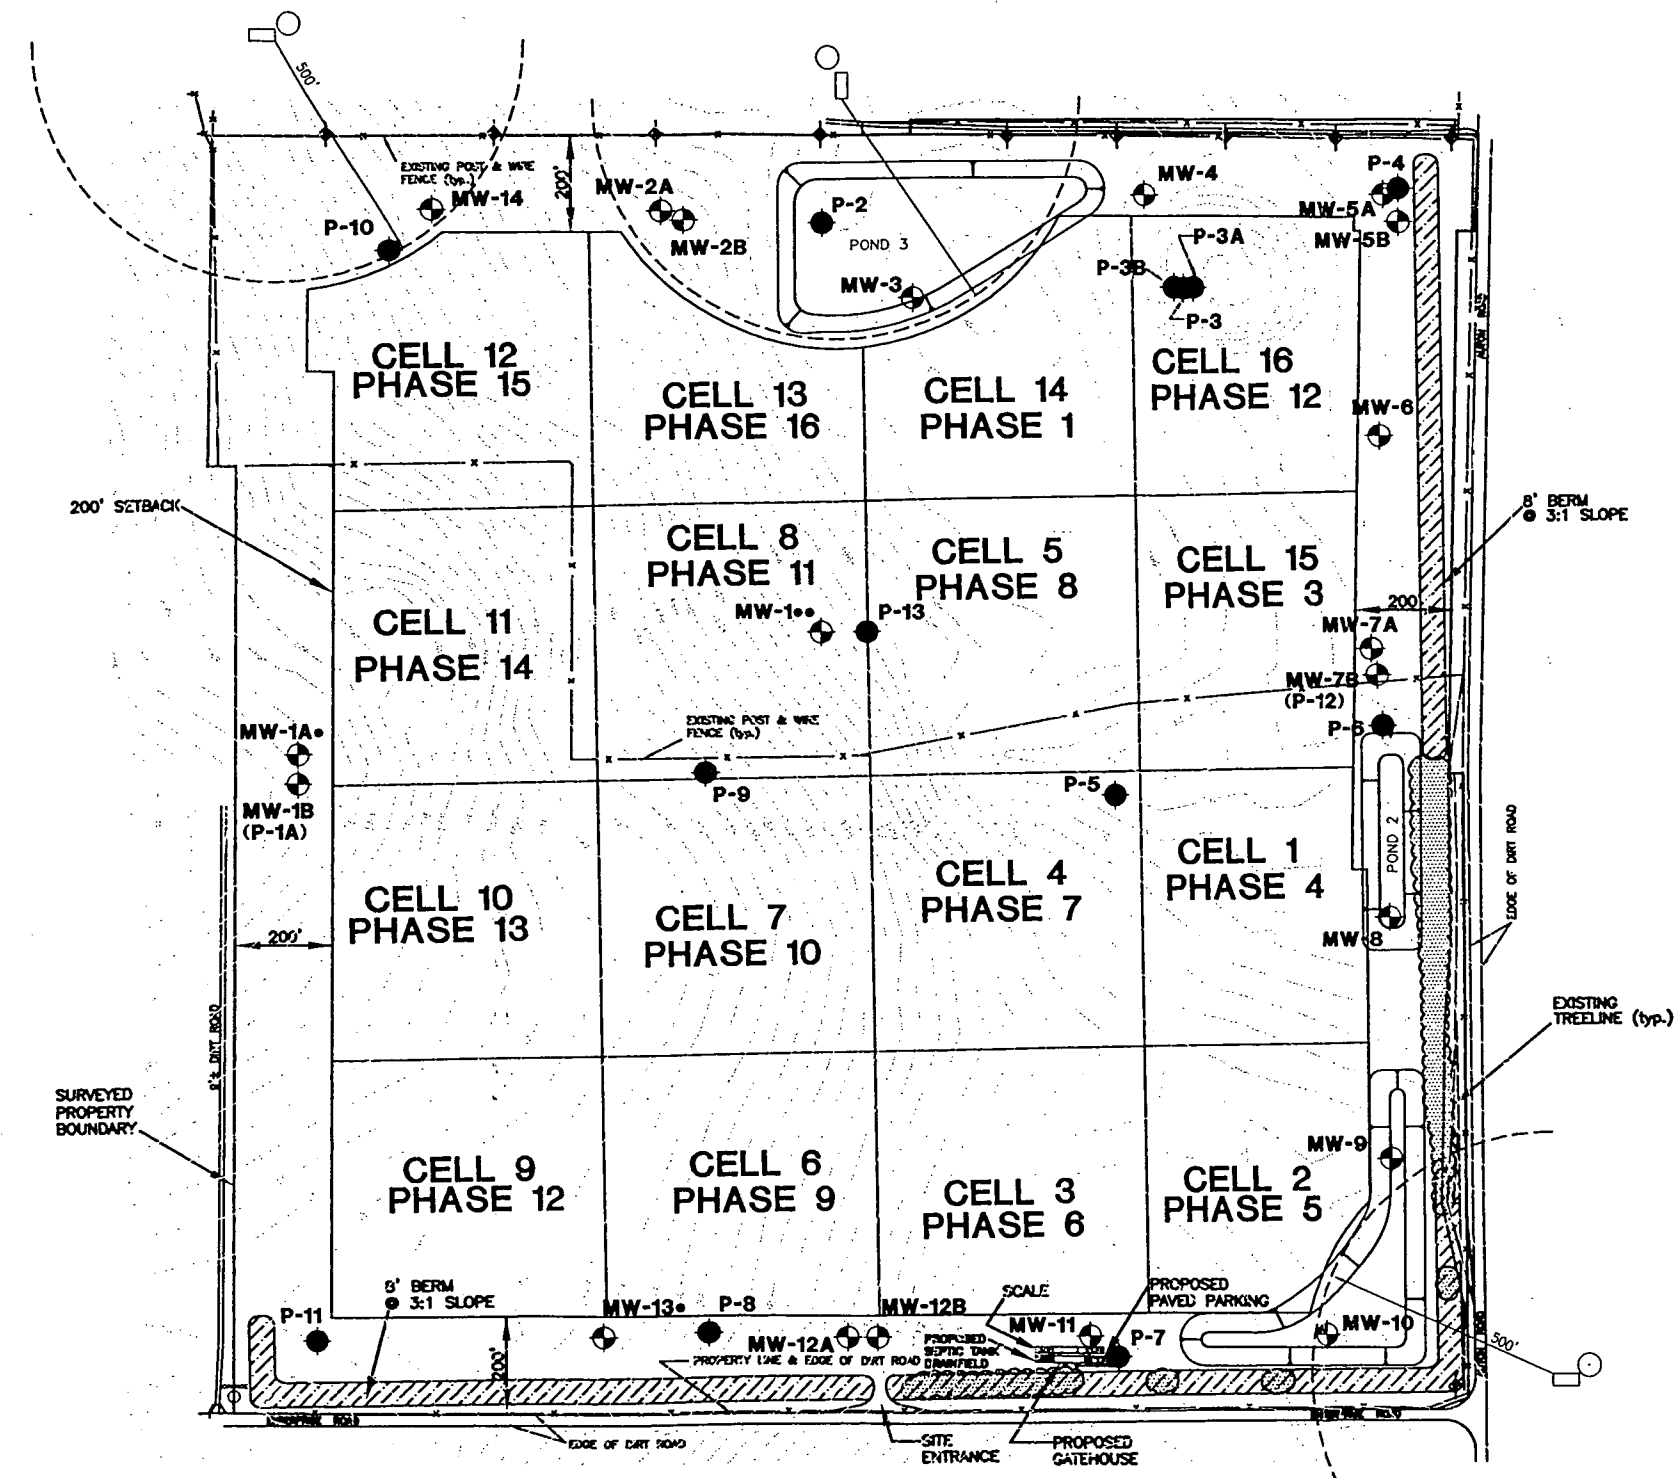 500'
EXISTING POST & WIRE
FENCE (typ.)
MW-14
P-10
200'
MW-2A
MW-2B
P-2
POND 3
MW-3
MW-4
P-4
MW-5A
MW-5B
P-3A
P-3B
P-3
CELL 12
PHASE 15
CELL 13
PHASE 16
CELL 14
PHASE 1
CELL 16
PHASE 12
MW-6
200' SETBACK
8' BERM
@ 3:1 SLOPE
CELL 8
PHASE 11
CELL 5
PHASE 8
CELL 15
PHASE 3
MW-1••
P-13
200'
MW-7A
MW-7B
(P-12)
P-6
CELL 11
PHASE 14
EXISTING POST & WIRE
FENCE (typ.)
MW-1A•
MW-1B
(P-1A)
P-9
P-5
POND 2
EDGE OF DIRT ROAD
CELL 10
PHASE 13
CELL 7
PHASE 10
CELL 4
PHASE 7
CELL 1
PHASE 4
MW-8
200'
EXISTING
TREELINE (typ.)
SURVEYED
PROPERTY
BOUNDARY
MW-9
CELL 9
PHASE 12
CELL 6
PHASE 9
CELL 3
PHASE 6
CELL 2
PHASE 5
8' BERM
@ 3:1 SLOPE
P-11
MW-13•
P-8
MW-12B
MW-12A
SCALE
PROPOSED
PAVED PARKING
MW-11
P-7
MW-10
PROPOSED
SEPTIC TANK
DRAINFIELD
500'
200'
PROPERTY LINE & EDGE OF DIRT ROAD
EDGE OF DIRT ROAD
SITE
ENTRANCE
PROPOSED
GATEHOUSE